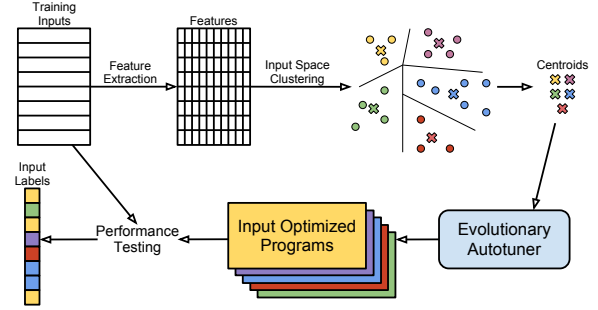 Training
Inputs
Features
Feature
Extraction
Input Space
Clustering
Centroids
Input
Labels
Performance
Testing
Input Optimized
Programs
Evolutionary
Autotuner